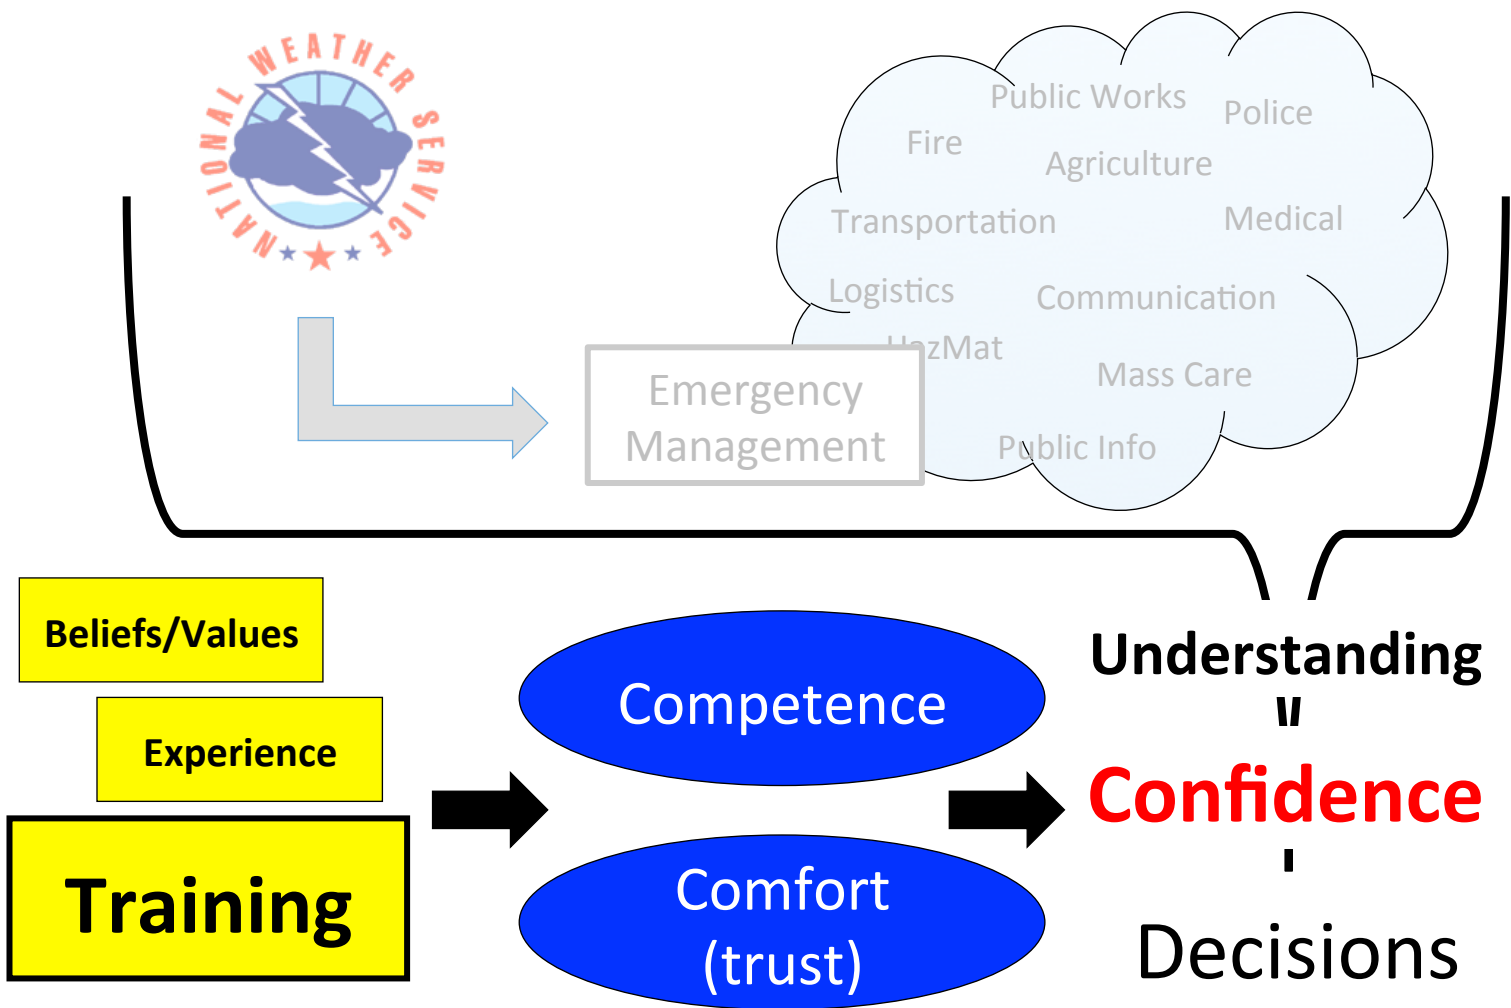 NATIONAL WEATHER SERVICE
Public Works
Police
Fire
Agriculture
Transportation
Medical
Logistics
Communication
HazMat
Mass Care
Emergency
Management
Public Info
Beliefs/Values
Experience
Training
Competence
Comfort
(trust)
Understanding
Confidence
Decisions